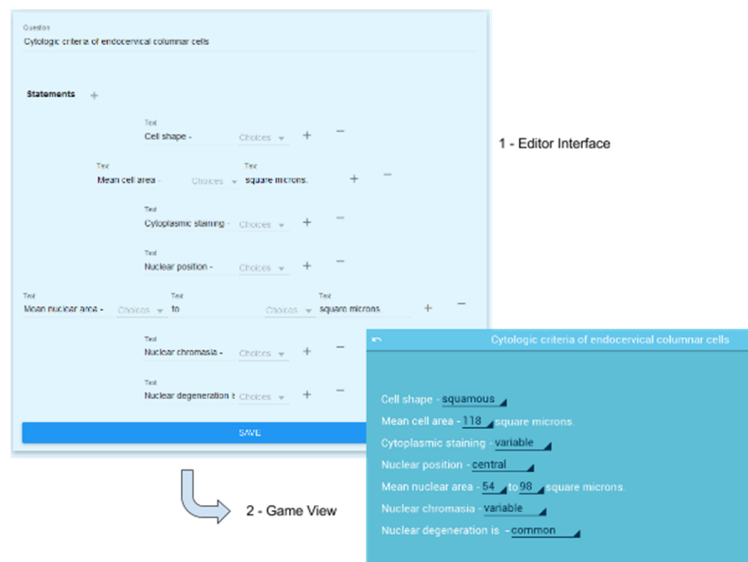 Question
Cytologic criteria of endocervical columnar cells
Statements +
Text
Cell shape - Choices + −
Text Text
Mean cell area - Choices square microns. + −
Text
Cytoplasmic staining - Choices + −
Text
Nuclear position - Choices + −
Text Text Text
Mean nuclear area - Choices to Choices square microns + −
Text
Nuclear chromasia - Choices + −
Text
Nuclear degeneration Choices + −
SAVE
1 - Editor Interface
2 - Game View
Cytologic criteria of endocervical columnar cells
Cell shape - squamous
Mean cell area - 118 square microns.
Cytoplasmic staining - variable
Nuclear position - central
Mean nuclear area - 54 to 98 square microns.
Nuclear chromasia - variable
Nuclear degeneration is - common